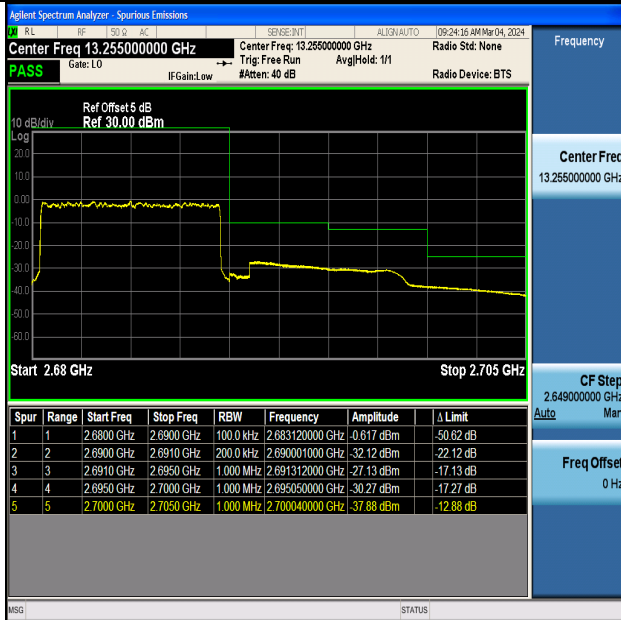 Agilent Spectrum Analyzer - Spurious Emissions
RL RF 50 Ω AC SENSE:INT ALIGN AUTO 09:24:16 AM Mar 04, 2024
Center Freq 13.255000000 GHz
Center Freq: 13.255000000 GHz
Radio Std: None
Trig: Free Run Avg|Hold: 1/1
PASS
Gate: LO
IFGain:Low
#Atten: 40 dB
Radio Device: BTS
Ref Offset 5 dB
10 dB/div Ref 30.00 dBm
Log
20.0
10.0
0.00
-10.0
-20.0
-30.0
-40.0
-50.0
-60.0
Start 2.68 GHz Stop 2.705 GHz
Spur Range Start Freq Stop Freq RBW Frequency Amplitude Δ Limit
1 1 2.6800 GHz 2.6900 GHz 100.0 kHz 2.683120000 GHz -0.617 dBm -50.62 dB
2 2 2.6900 GHz 2.6910 GHz 200.0 kHz 2.690001000 GHz -32.12 dBm -22.12 dB
3 3 2.6910 GHz 2.6950 GHz 1.000 MHz 2.691312000 GHz -27.13 dBm -17.13 dB
4 4 2.6950 GHz 2.7000 GHz 1.000 MHz 2.695050000 GHz -30.27 dBm -17.27 dB
5 5 2.7000 GHz 2.7050 GHz 1.000 MHz 2.700040000 GHz -37.88 dBm -12.88 dB
MSG STATUS
Frequency
Center Freq
13.255000000 GHz
CF Step
2.649000000 GHz
Auto Man
Freq Offset
0 Hz